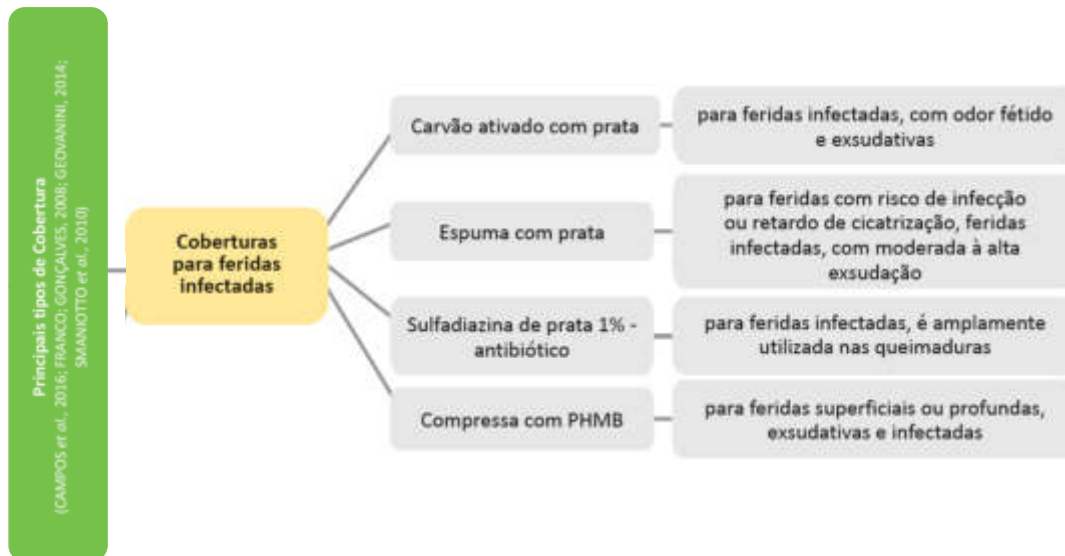 Principais tipos de Cobertura
(CAMPOS et al., 2016; FRANCO; GONÇALVES, 2008; GEOVANINI, 2014;
SMANIOTTO et al., 2010)
Coberturas
para feridas
infectadas
Carvão ativado com prata
para feridas infectadas, com odor fétido
e exsudativas
Espuma com prata
para feridas com risco de infecção
ou retardo de cicatrização, feridas
infectadas, com moderada à alta
exsudação
Sulfadiazina de prata 1% -
antibiótico
para feridas infectadas, é amplamente
utilizada nas queimaduras
Compressa com PHMB
para feridas superficiais ou profundas,
exsudativas e infectadas